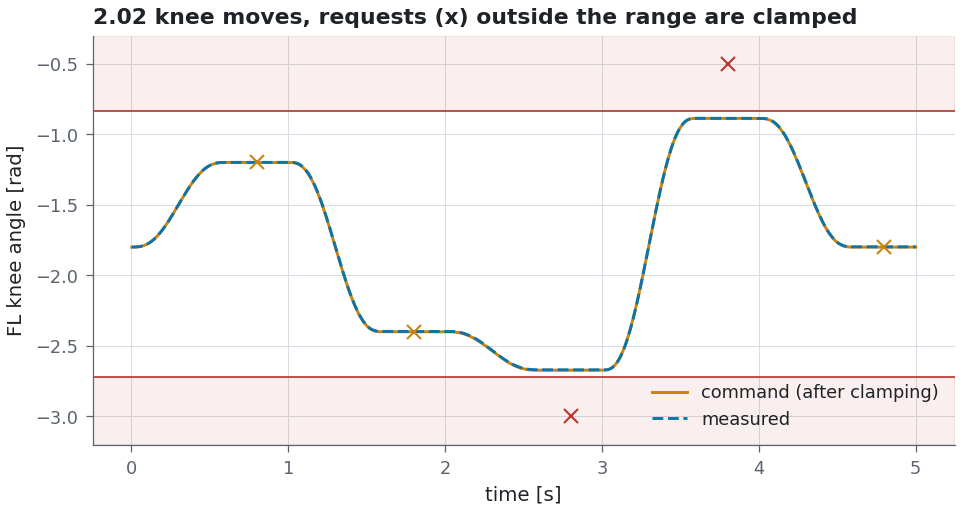 2.02 knee moves, requests (x) outside the range are clamped
FL knee angle [rad]
−0.5
−1.0
−1.5
−2.0
−2.5
−3.0
command (after clamping)
measured
0 1 2 3 4 5
time [s]